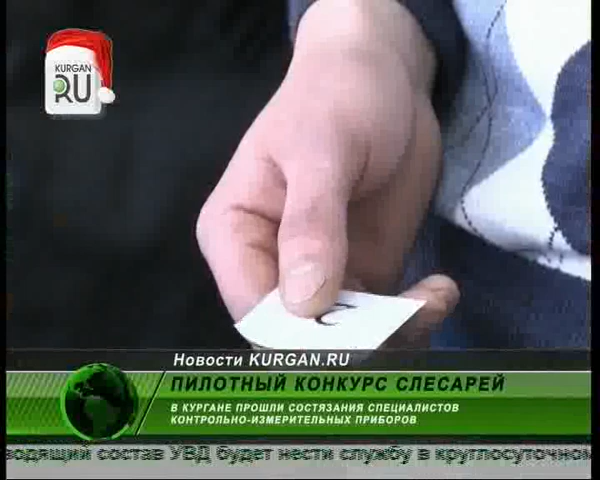 KURGAN
RU
Новости KURGAN.RU
ПИЛОТНЫЙ КОНКУРС СЛЕСАРЕЙ
В КУРГАНЕ ПРОШЛИ СОСТЯЗАНИЯ СПЕЦИАЛИСТОВ
КОНТРОЛЬНО-ИЗМЕРИТЕЛЬНЫХ ПРИБОРОВ
водящий состав УВД будет нести службу в круглосуточном